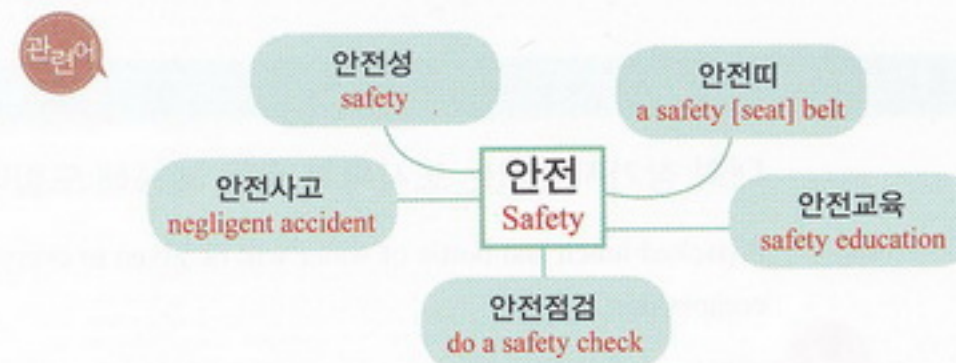 관련어
안전성
safety
안전띠
a safety [seat] belt
안전사고
negligent accident
안전
Safety
안전교육
safety education
안전점검
do a safety check